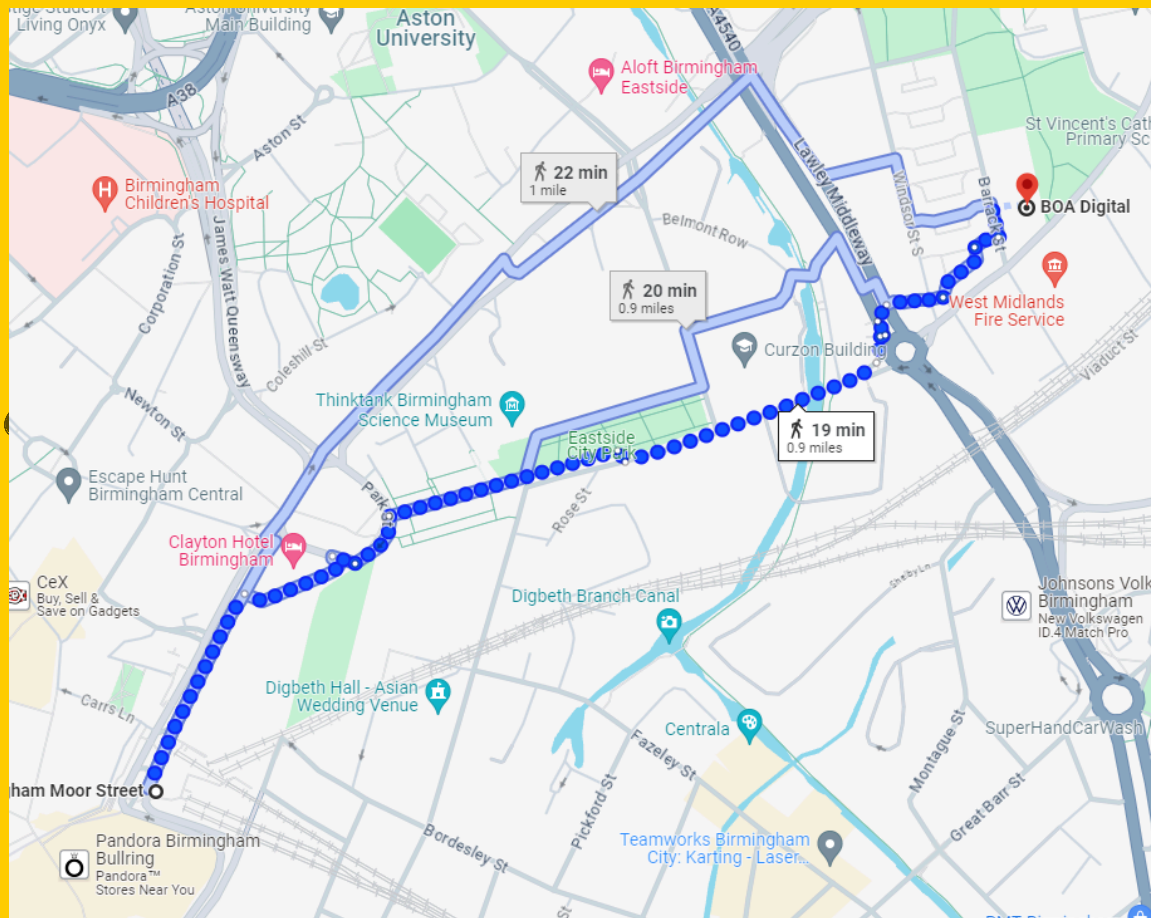 tige Student
Living Onyx
Aston University
Main Building
Aston
University
A4540
Aloft Birmingham
Eastside
A38
Aston St
St Vincent's Cath
Primary Sc
22 min
1 mile
Lawley Middleway
Birmingham
Children's Hospital
Windsor St S
Barrack St
BOA Digital
Corporation St
James Watt Queensway
Belmont Row
20 min
0.9 miles
West Midlands
Fire Service
Coleshill St
Curzon Building
Viaduct St
Thinktank Birmingham
Science Museum
Newton St
19 min
0.9 miles
Eastside
City Park
Escape Hunt
Birmingham Central
Park St
Rose St
Clayton Hotel
Birmingham
CeX
Buy, Sell &
Save on Gadgets
Shelby Ln
Digbeth Branch Canal
Johnsons Volk
Birmingham
New Volkswagen
ID.4 Match Pro
Digbeth Hall - Asian
Wedding Venue
Carrs Ln
Centrala
SuperHandCarWash
Fazeley St
Montague St
gham Moor Street
Pickford St
Great Barr St
Pandora Birmingham
Bullring
Pandora™
Stores Near You
Bordesley St
Teamworks Birmingham
City: Karting - Laser...
St